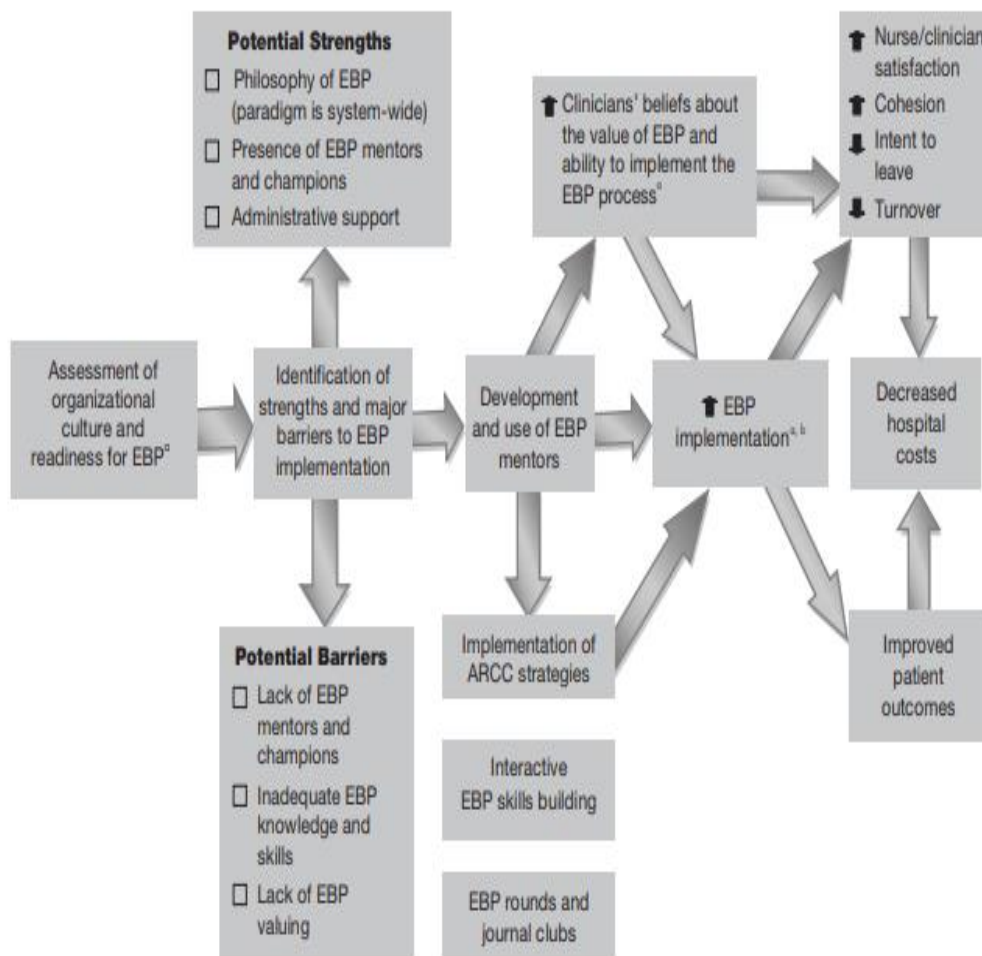 Potential Strengths
☐ Philosophy of EBP
(paradigm is system-wide)
☐ Presence of EBP mentors
and champions
☐ Administrative support
Assessment of
organizational
culture and
readiness for EBPᵃ
Identification of
strengths and major
barriers to EBP
implementation
Potential Barriers
☐ Lack of EBP
mentors and
champions
☐ Inadequate EBP
knowledge and
skills
☐ Lack of EBP
valuing
Development
and use of EBP
mentors
Clinicians' beliefs about
the value of EBP and
ability to implement the
EBP processᵃ
Implementation of
ARCC strategies
Interactive
EBP skills building
EBP rounds and
journal clubs
EBP
implementationᵃ, ᵇ
Nurse/clinician
satisfaction
Cohesion
Intent to
leave
Turnover
Decreased
hospital
costs
Improved
patient
outcomes